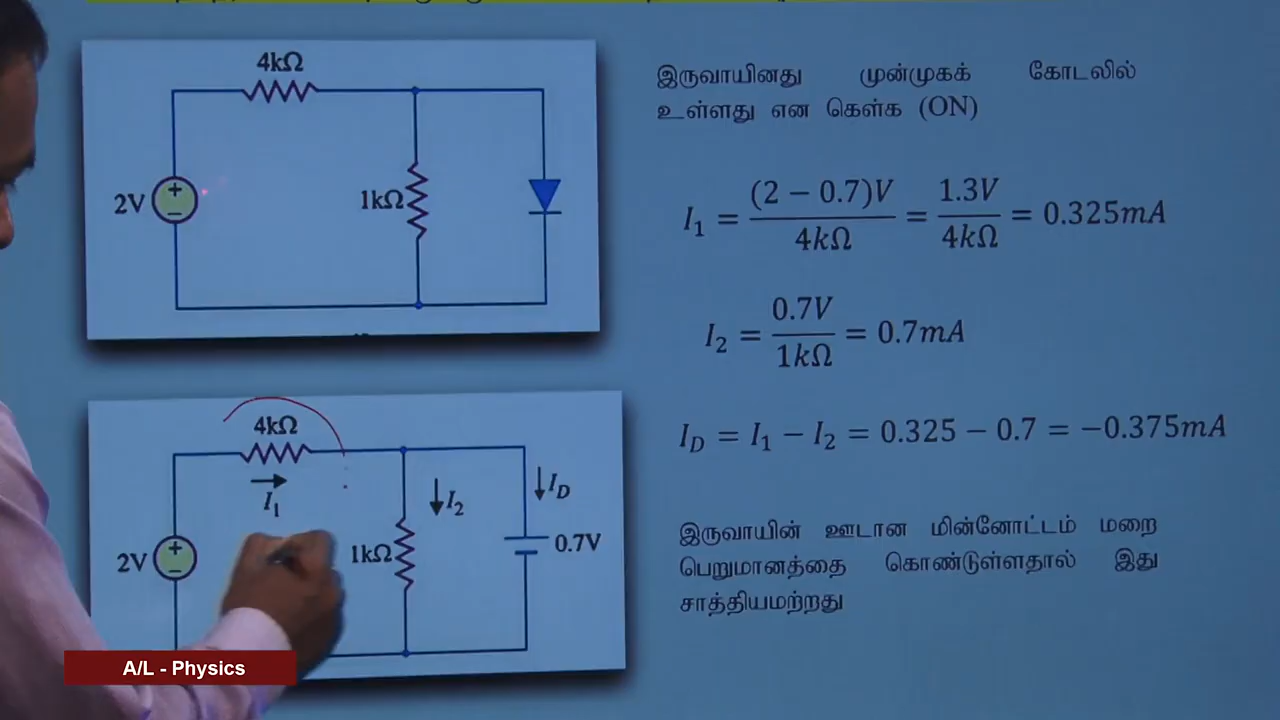 4kΩ
2V
+
−
1kΩ
இருவாயினது முன்முகக் கோடலில்
உள்ளது என கெள்க (ON)
I₁ = (2 − 0.7)V / 4kΩ = 1.3V / 4kΩ = 0.325mA
I₂ = 0.7V / 1kΩ = 0.7mA
I_D = I₁ − I₂ = 0.325 − 0.7 = −0.375mA
4kΩ
I₁
I₂
I_D
2V
+
−
1kΩ
0.7V
இருவாயின் ஊடான மின்னோட்டம் மறை
பெறுமானத்தை கொண்டுள்ளதால் இது
சாத்தியமற்றது
A/L - Physics